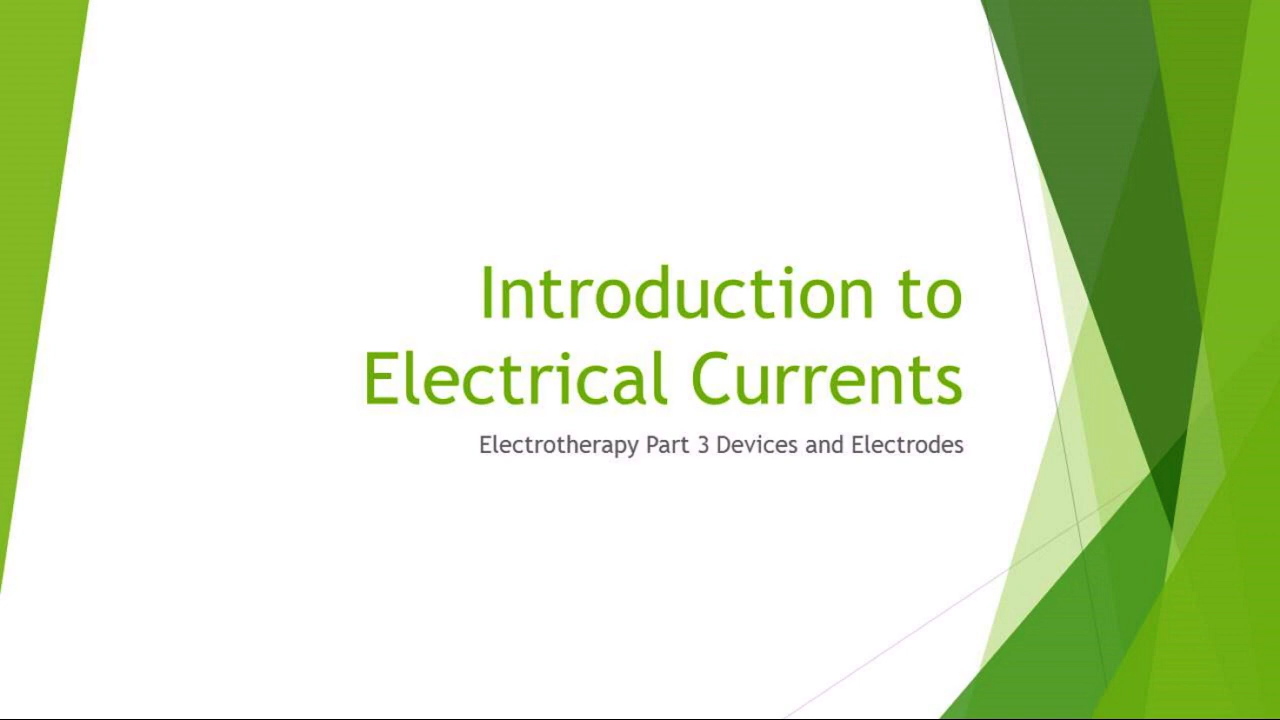 Introduction to
Electrical Currents
Electrotherapy Part 3 Devices and Electrodes